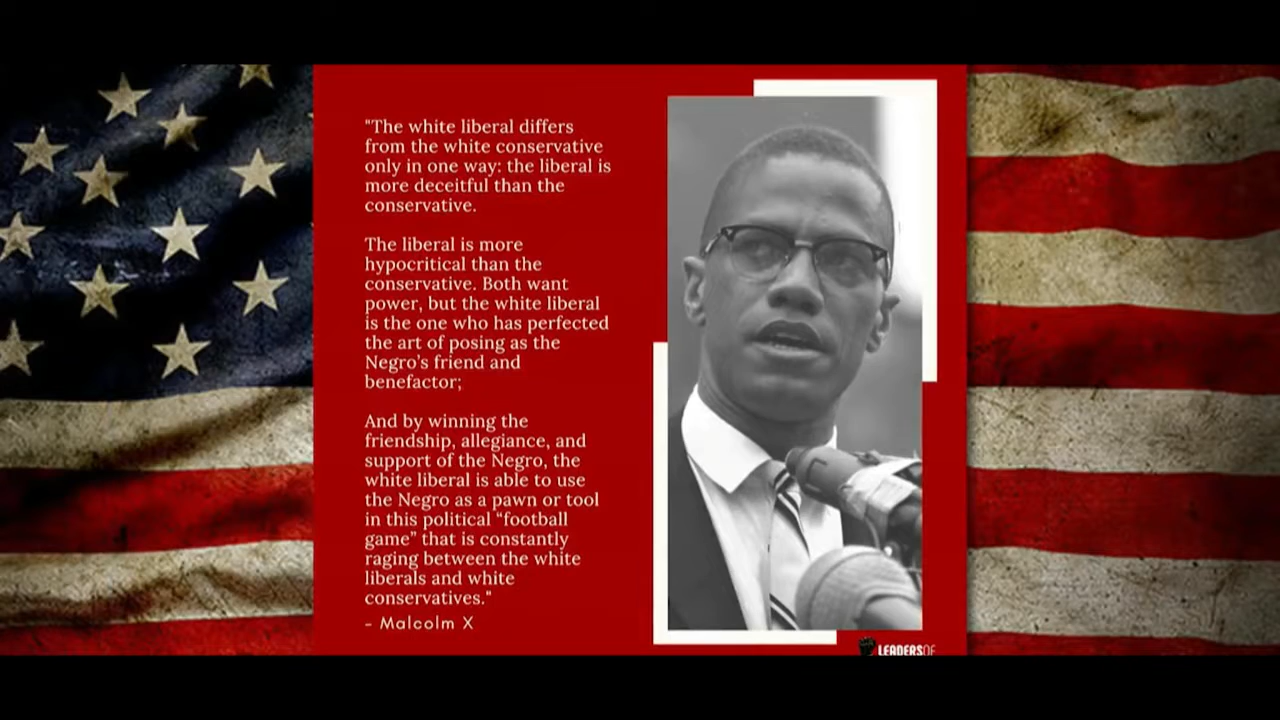 "The white liberal differs
from the white conservative
only in one way: the liberal is
more deceitful than the
conservative.
The liberal is more
hypocritical than the
conservative. Both want
power, but the white liberal
is the one who has perfected
the art of posing as the
Negro's friend and
benefactor;
And by winning the
friendship, allegiance, and
support of the Negro, the
white liberal is able to use
the Negro as a pawn or tool
in this political “football
game” that is constantly
raging between the white
liberals and white
conservatives."
- Malcolm X
LEADERSOF